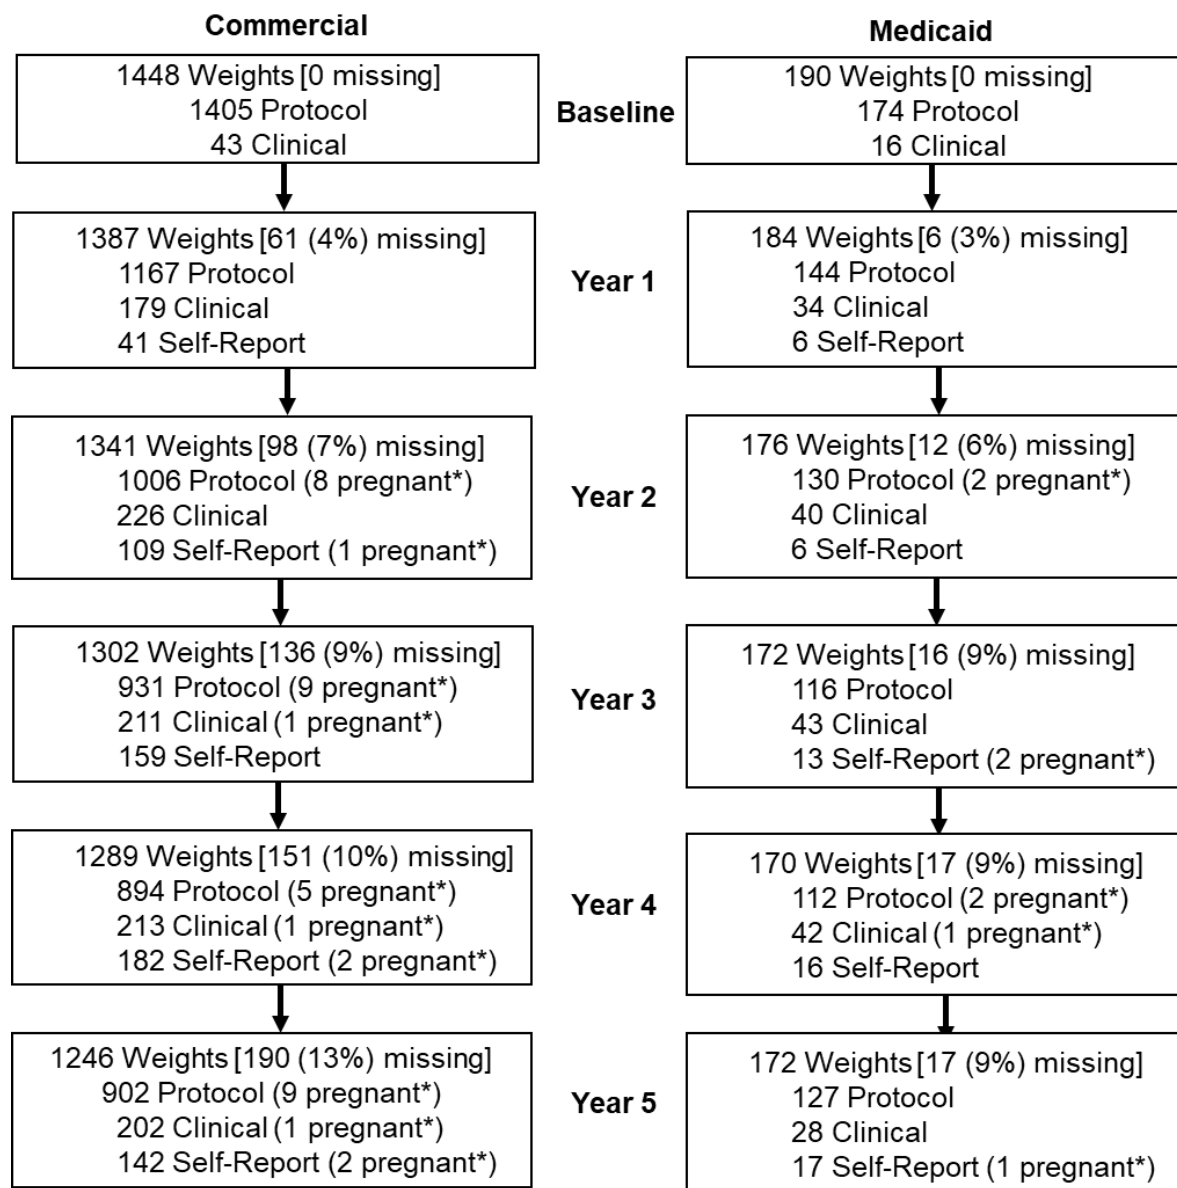 Commercial
Medicaid
1448 Weights [0 missing]
1405 Protocol
43 Clinical
Baseline
190 Weights [0 missing]
174 Protocol
16 Clinical
1387 Weights [61 (4%) missing]
1167 Protocol
179 Clinical
41 Self-Report
Year 1
184 Weights [6 (3%) missing]
144 Protocol
34 Clinical
6 Self-Report
1341 Weights [98 (7%) missing]
1006 Protocol (8 pregnant*)
226 Clinical
109 Self-Report (1 pregnant*)
Year 2
176 Weights [12 (6%) missing]
130 Protocol (2 pregnant*)
40 Clinical
6 Self-Report
1302 Weights [136 (9%) missing]
931 Protocol (9 pregnant*)
211 Clinical (1 pregnant*)
159 Self-Report
Year 3
172 Weights [16 (9%) missing]
116 Protocol
43 Clinical
13 Self-Report (2 pregnant*)
1289 Weights [151 (10%) missing]
894 Protocol (5 pregnant*)
213 Clinical (1 pregnant*)
182 Self-Report (2 pregnant*)
Year 4
170 Weights [17 (9%) missing]
112 Protocol (2 pregnant*)
42 Clinical (1 pregnant*)
16 Self-Report
1246 Weights [190 (13%) missing]
902 Protocol (9 pregnant*)
202 Clinical (1 pregnant*)
142 Self-Report (2 pregnant*)
Year 5
172 Weights [17 (9%) missing]
127 Protocol
28 Clinical
17 Self-Report (1 pregnant*)